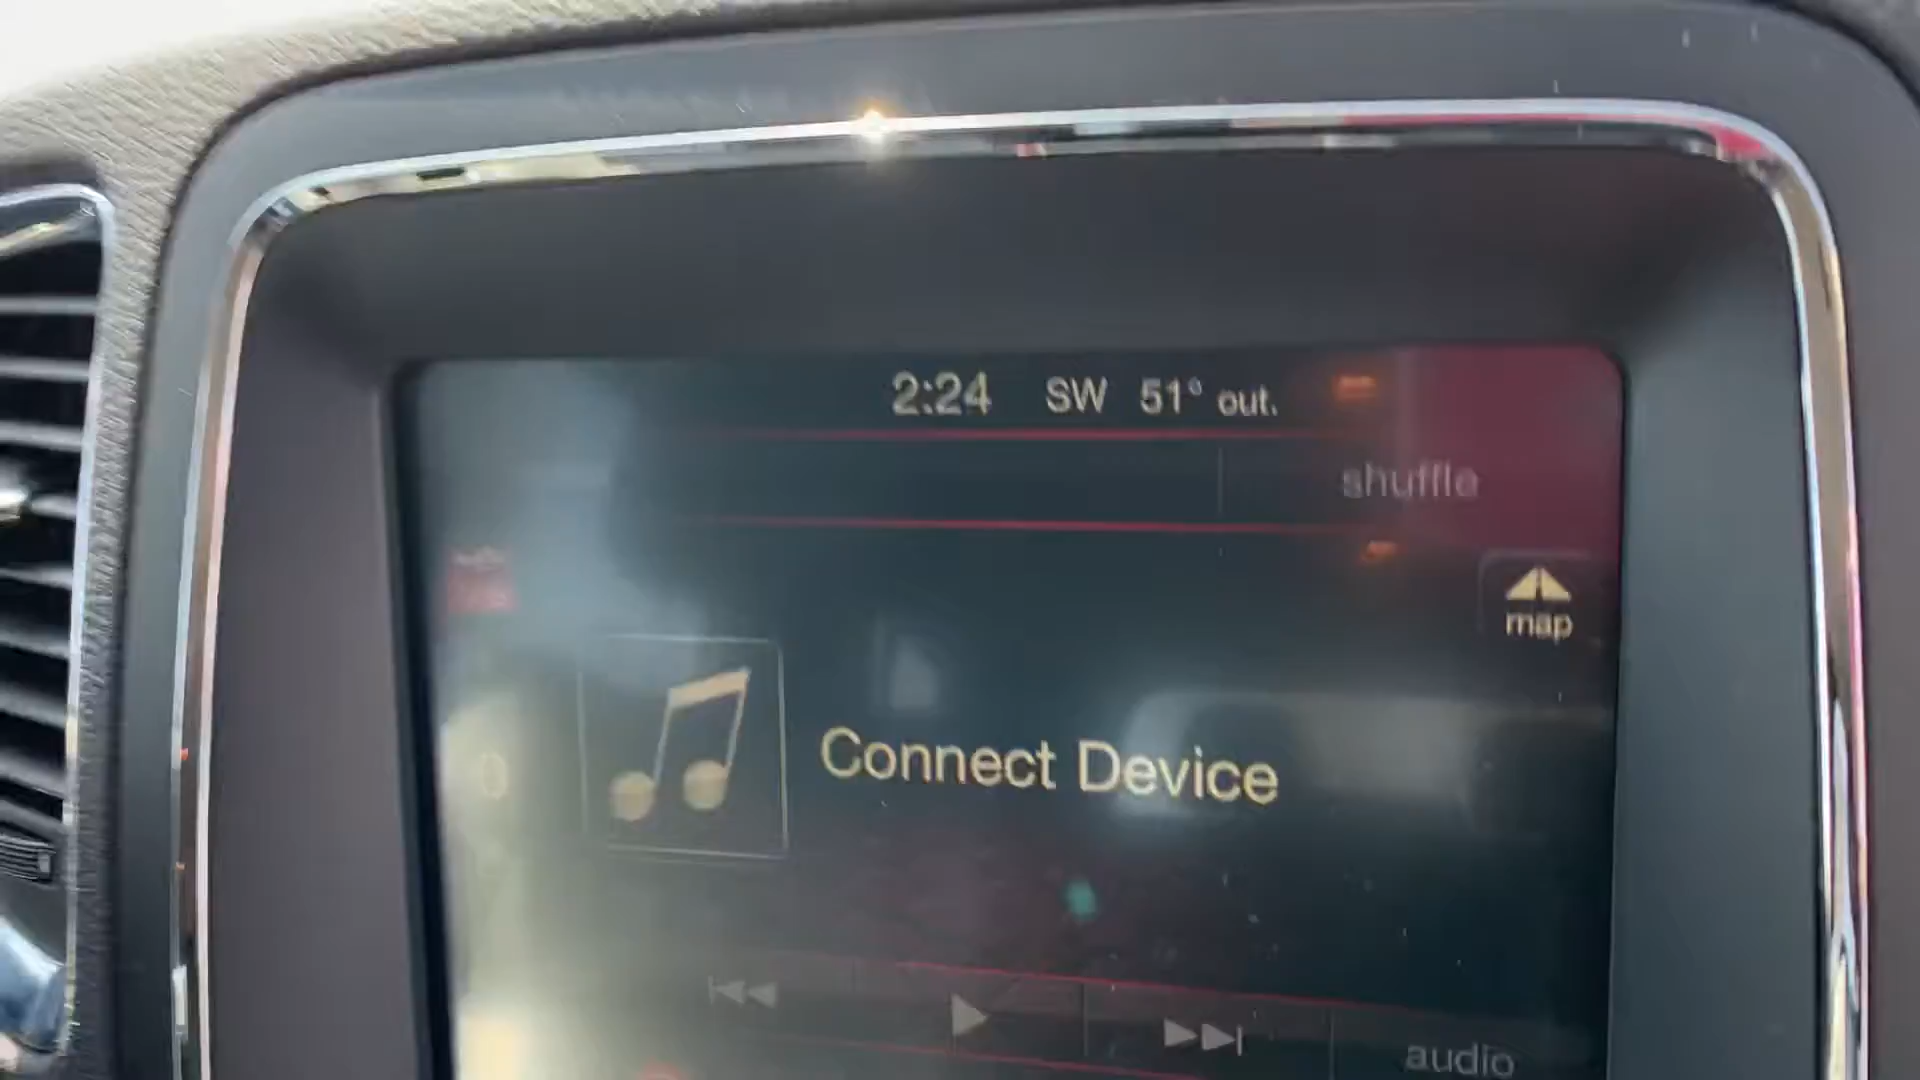 2:24 SW 51° out.
shuffle
map
Connect Device
audio